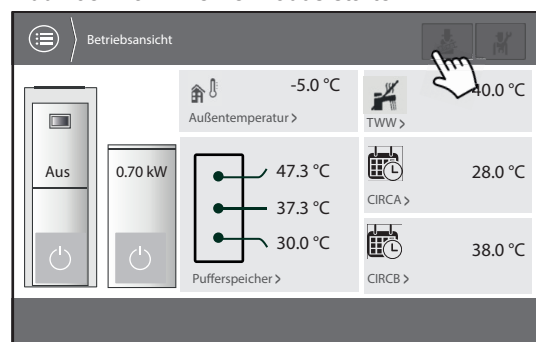 Betriebsansicht
-5.0 °C
Außentemperatur >
40.0 °C
TWW >
Aus
0.70 kW
47.3 °C
37.3 °C
30.0 °C
Pufferspeicher >
28.0 °C
CIRCA >
38.0 °C
CIRCB >